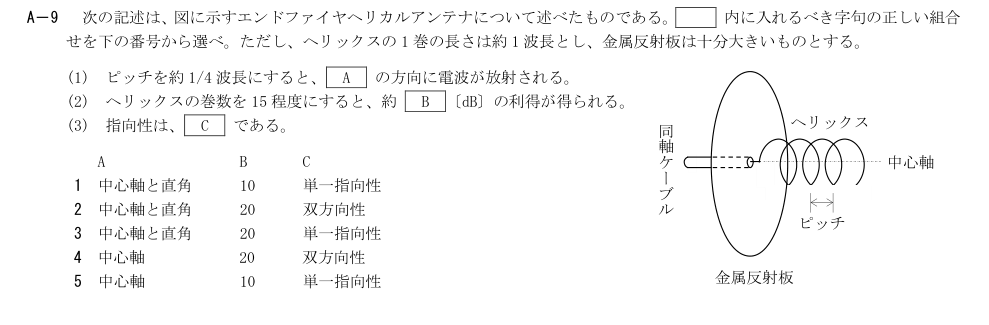 A－9　次の記述は、図に示すエンドファイヤヘリカルアンテナについて述べたものである。　　内に入れるべき字句の正しい組合
せを下の番号から選べ。ただし、ヘリックスの1巻の長さは約1波長とし、金属反射板は十分大きいものとする。
(1)　ピッチを約1/4波長にすると、A の方向に電波が放射される。
(2)　ヘリックスの巻数を15程度にすると、約 B〔dB〕の利得が得られる。
(3)　指向性は、C である。
A　B　C
1　中心軸と直角　10　単一指向性
2　中心軸と直角　20　双方向性
3　中心軸と直角　20　単一指向性
4　中心軸　20　双方向性
5　中心軸　10　単一指向性
ヘリックス
同軸ケーブル
中心軸
ピッチ
金属反射板